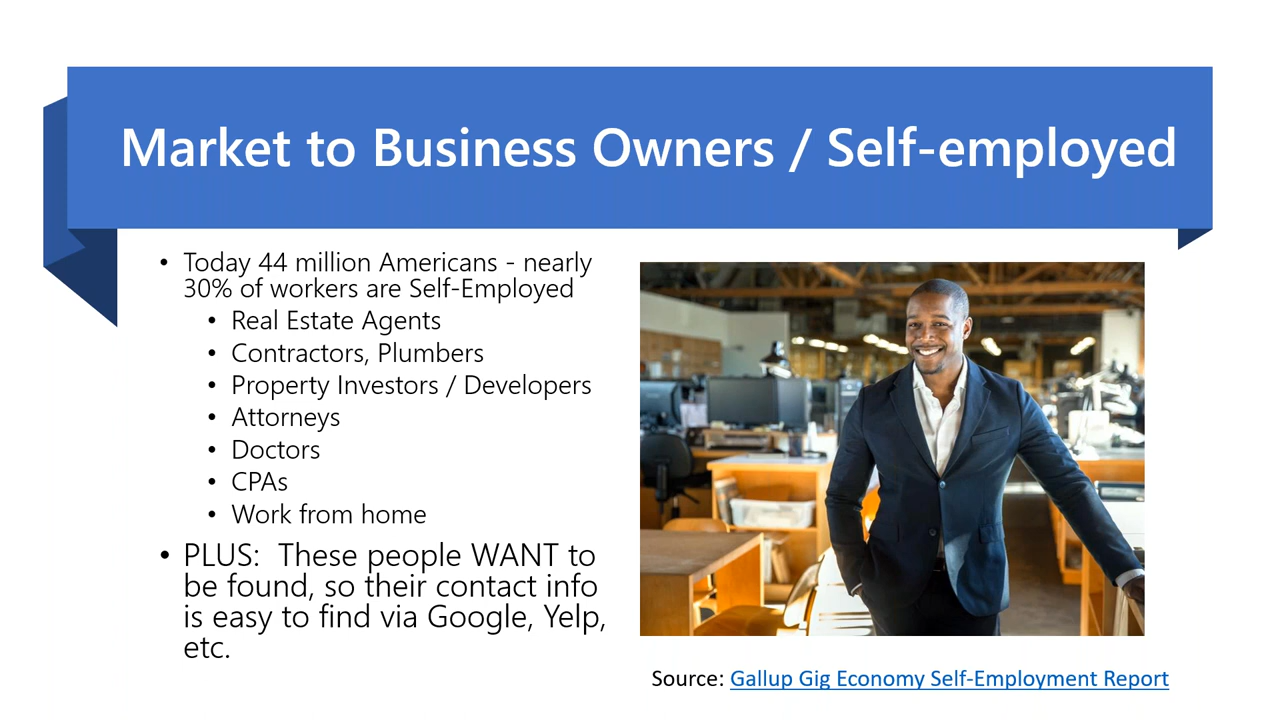 Market to Business Owners / Self-employed
• Today 44 million Americans - nearly
30% of workers are Self-Employed
• Real Estate Agents
• Contractors, Plumbers
• Property Investors / Developers
• Attorneys
• Doctors
• CPAs
• Work from home
• PLUS:  These people WANT to
be found, so their contact info
is easy to find via Google, Yelp,
etc.
Source: Gallup Gig Economy Self-Employment Report